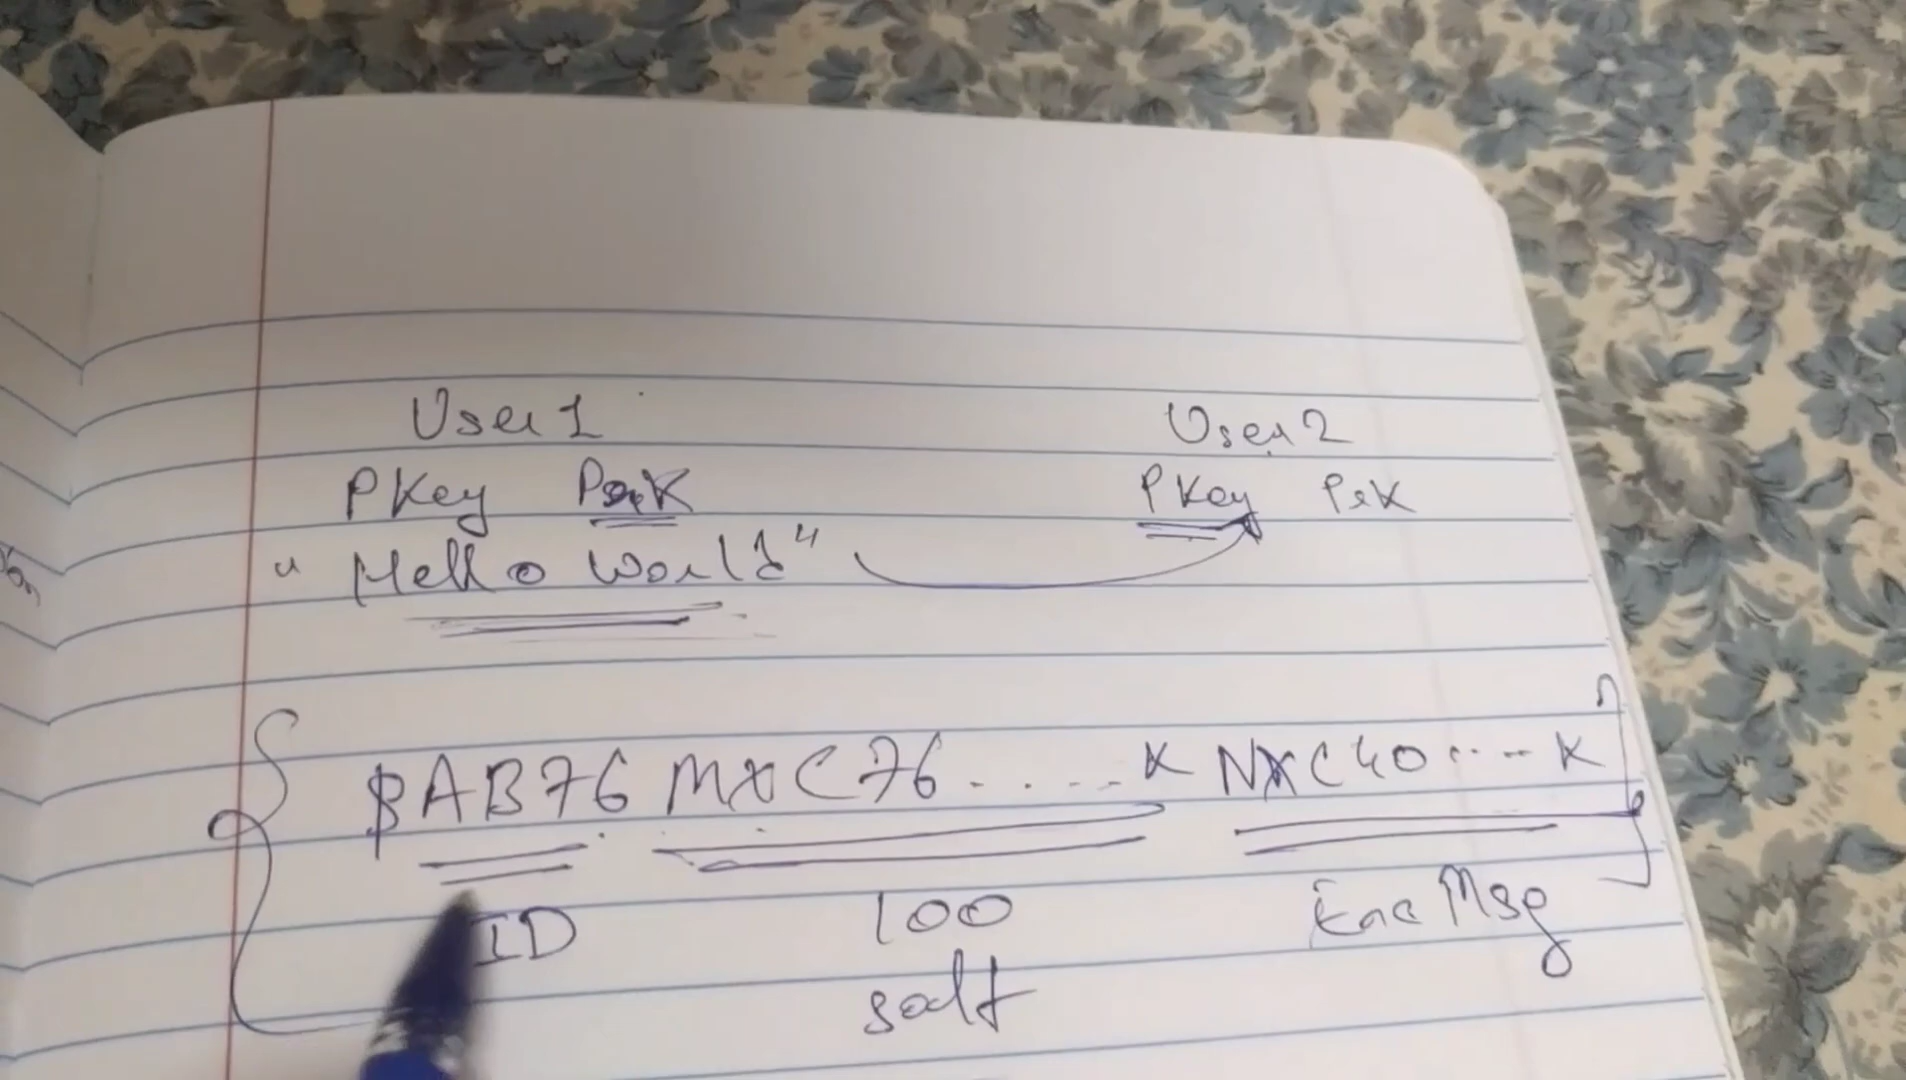 User1 User2
PKey PrK PKey PrK
"Hello World"
$AB76 MXC76.....K NXC40.....K
ID 100 Enc Msg
salt